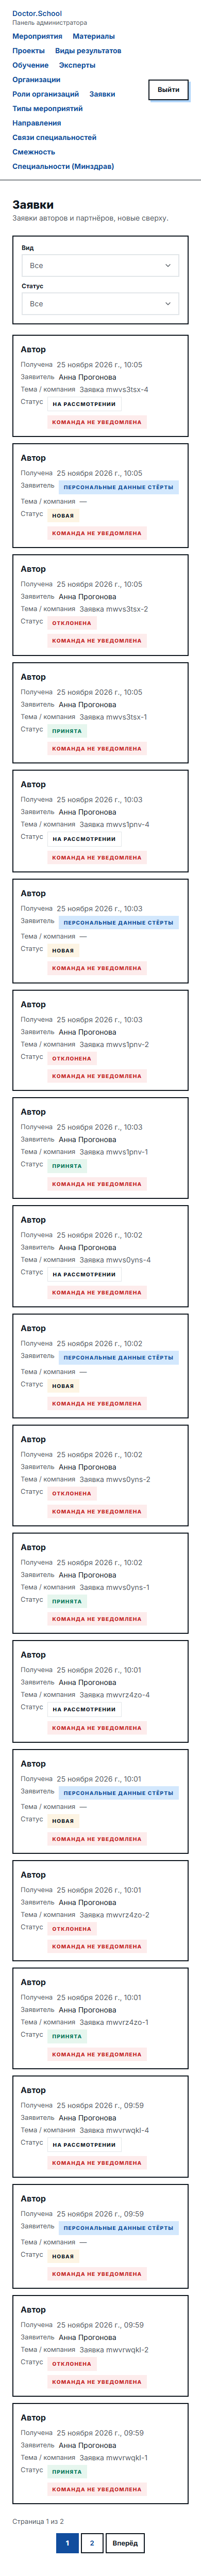 Doctor.School
Панель администратора
Мероприятия Материалы
Проекты Виды результатов
Обучение Эксперты
Организации
Роли организаций Заявки
Типы мероприятий
Направления
Связи специальностей
Смежность
Специальности (Минздрав)
Выйти
Заявки
Заявки авторов и партнёров, новые сверху.
Вид
Все
Статус
Все
Автор
Получена 25 ноября 2026 г., 10:05
Заявитель Анна Прогонова
Тема / компания Заявка mwvs3tsx-4
Статус НА РАССМОТРЕНИИ
КОМАНДА НЕ УВЕДОМЛЕНА
Автор
Получена 25 ноября 2026 г., 10:05
Заявитель ПЕРСОНАЛЬНЫЕ ДАННЫЕ СТЁРТЫ
Тема / компания —
Статус НОВАЯ
КОМАНДА НЕ УВЕДОМЛЕНА
Автор
Получена 25 ноября 2026 г., 10:05
Заявитель Анна Прогонова
Тема / компания Заявка mwvs3tsx-2
Статус ОТКЛОНЕНА
КОМАНДА НЕ УВЕДОМЛЕНА
Автор
Получена 25 ноября 2026 г., 10:05
Заявитель Анна Прогонова
Тема / компания Заявка mwvs3tsx-1
Статус ПРИНЯТА
КОМАНДА НЕ УВЕДОМЛЕНА
Автор
Получена 25 ноября 2026 г., 10:03
Заявитель Анна Прогонова
Тема / компания Заявка mwvs1pnv-4
Статус НА РАССМОТРЕНИИ
КОМАНДА НЕ УВЕДОМЛЕНА
Автор
Получена 25 ноября 2026 г., 10:03
Заявитель ПЕРСОНАЛЬНЫЕ ДАННЫЕ СТЁРТЫ
Тема / компания —
Статус НОВАЯ
КОМАНДА НЕ УВЕДОМЛЕНА
Автор
Получена 25 ноября 2026 г., 10:03
Заявитель Анна Прогонова
Тема / компания Заявка mwvs1pnv-2
Статус ОТКЛОНЕНА
КОМАНДА НЕ УВЕДОМЛЕНА
Автор
Получена 25 ноября 2026 г., 10:03
Заявитель Анна Прогонова
Тема / компания Заявка mwvs1pnv-1
Статус ПРИНЯТА
КОМАНДА НЕ УВЕДОМЛЕНА
Автор
Получена 25 ноября 2026 г., 10:02
Заявитель Анна Прогонова
Тема / компания Заявка mwvs0yns-4
Статус НА РАССМОТРЕНИИ
КОМАНДА НЕ УВЕДОМЛЕНА
Автор
Получена 25 ноября 2026 г., 10:02
Заявитель ПЕРСОНАЛЬНЫЕ ДАННЫЕ СТЁРТЫ
Тема / компания —
Статус НОВАЯ
КОМАНДА НЕ УВЕДОМЛЕНА
Автор
Получена 25 ноября 2026 г., 10:02
Заявитель Анна Прогонова
Тема / компания Заявка mwvs0yns-2
Статус ОТКЛОНЕНА
КОМАНДА НЕ УВЕДОМЛЕНА
Автор
Получена 25 ноября 2026 г., 10:02
Заявитель Анна Прогонова
Тема / компания Заявка mwvs0yns-1
Статус ПРИНЯТА
КОМАНДА НЕ УВЕДОМЛЕНА
Автор
Получена 25 ноября 2026 г., 10:01
Заявитель Анна Прогонова
Тема / компания Заявка mwvrz4zo-4
Статус НА РАССМОТРЕНИИ
КОМАНДА НЕ УВЕДОМЛЕНА
Автор
Получена 25 ноября 2026 г., 10:01
Заявитель ПЕРСОНАЛЬНЫЕ ДАННЫЕ СТЁРТЫ
Тема / компания —
Статус НОВАЯ
КОМАНДА НЕ УВЕДОМЛЕНА
Автор
Получена 25 ноября 2026 г., 10:01
Заявитель Анна Прогонова
Тема / компания Заявка mwvrz4zo-2
Статус ОТКЛОНЕНА
КОМАНДА НЕ УВЕДОМЛЕНА
Автор
Получена 25 ноября 2026 г., 10:01
Заявитель Анна Прогонова
Тема / компания Заявка mwvrz4zo-1
Статус ПРИНЯТА
КОМАНДА НЕ УВЕДОМЛЕНА
Автор
Получена 25 ноября 2026 г., 09:59
Заявитель Анна Прогонова
Тема / компания Заявка mwvrwqkl-4
Статус НА РАССМОТРЕНИИ
КОМАНДА НЕ УВЕДОМЛЕНА
Автор
Получена 25 ноября 2026 г., 09:59
Заявитель ПЕРСОНАЛЬНЫЕ ДАННЫЕ СТЁРТЫ
Тема / компания —
Статус НОВАЯ
КОМАНДА НЕ УВЕДОМЛЕНА
Автор
Получена 25 ноября 2026 г., 09:59
Заявитель Анна Прогонова
Тема / компания Заявка mwvrwqkl-2
Статус ОТКЛОНЕНА
КОМАНДА НЕ УВЕДОМЛЕНА
Автор
Получена 25 ноября 2026 г., 09:59
Заявитель Анна Прогонова
Тема / компания Заявка mwvrwqkl-1
Статус ПРИНЯТА
КОМАНДА НЕ УВЕДОМЛЕНА
Страница 1 из 2
1 2 Вперёд